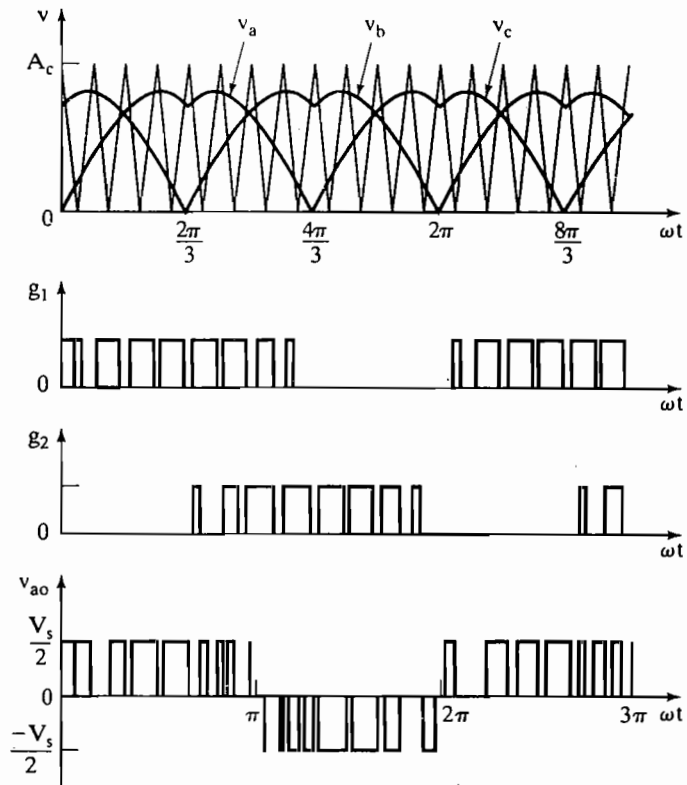 v
v_a
v_b
v_c
A_c
0
2π/3
4π/3
2π
8π/3
ωt
g_1
0
ωt
g_2
0
ωt
v_ao
V_s/2
0
π
2π
3π
ωt
-V_s/2